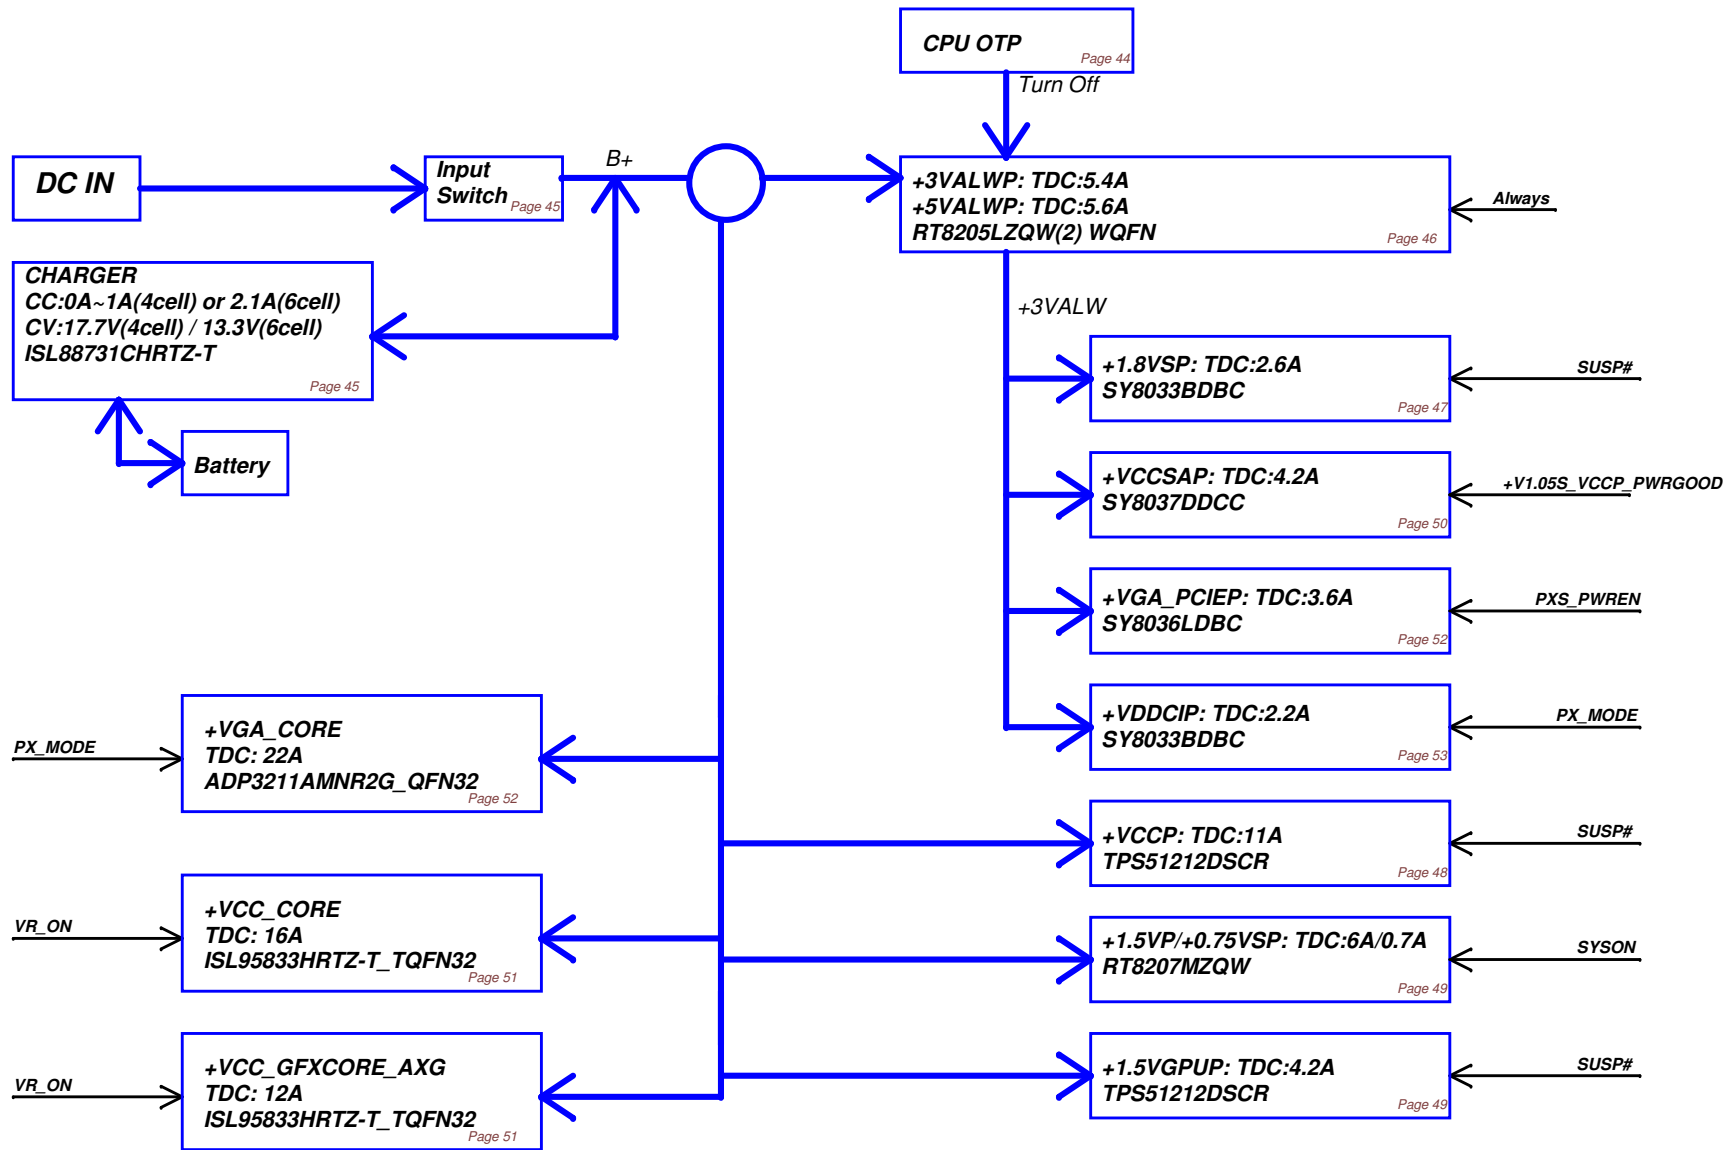 CPU OTP
Page 44
Turn Off
DC IN
Input
Switch
Page 45
B+
+3VALWP: TDC:5.4A
+5VALWP: TDC:5.6A
RT8205LZQW(2) WQFN
Page 46
Always
CHARGER
CC:0A~1A(4cell) or 2.1A(6cell)
CV:17.7V(4cell) / 13.3V(6cell)
ISL88731CHRTZ-T
Page 45
+3VALW
+1.8VSP: TDC:2.6A
SY8033BDBC
Page 47
SUSP#
Battery
+VCCSAP: TDC:4.2A
SY8037DDCC
Page 50
+V1.05S_VCCP_PWRGOOD
+VGA_PCIEP: TDC:3.6A
SY8036LDBC
Page 52
PXS_PWREN
+VDDCIP: TDC:2.2A
SY8033BDBC
Page 53
PX_MODE
PX_MODE
+VGA_CORE
TDC: 22A
ADP3211AMNR2G_QFN32
Page 52
+VCCP: TDC:11A
TPS51212DSCR
Page 48
SUSP#
VR_ON
+VCC_CORE
TDC: 16A
ISL95833HRTZ-T_TQFN32
Page 51
+1.5VP/+0.75VSP: TDC:6A/0.7A
RT8207MZQW
Page 49
SYSON
VR_ON
+VCC_GFXCORE_AXG
TDC: 12A
ISL95833HRTZ-T_TQFN32
Page 51
+1.5VGPUP: TDC:4.2A
TPS51212DSCR
Page 49
SUSP#